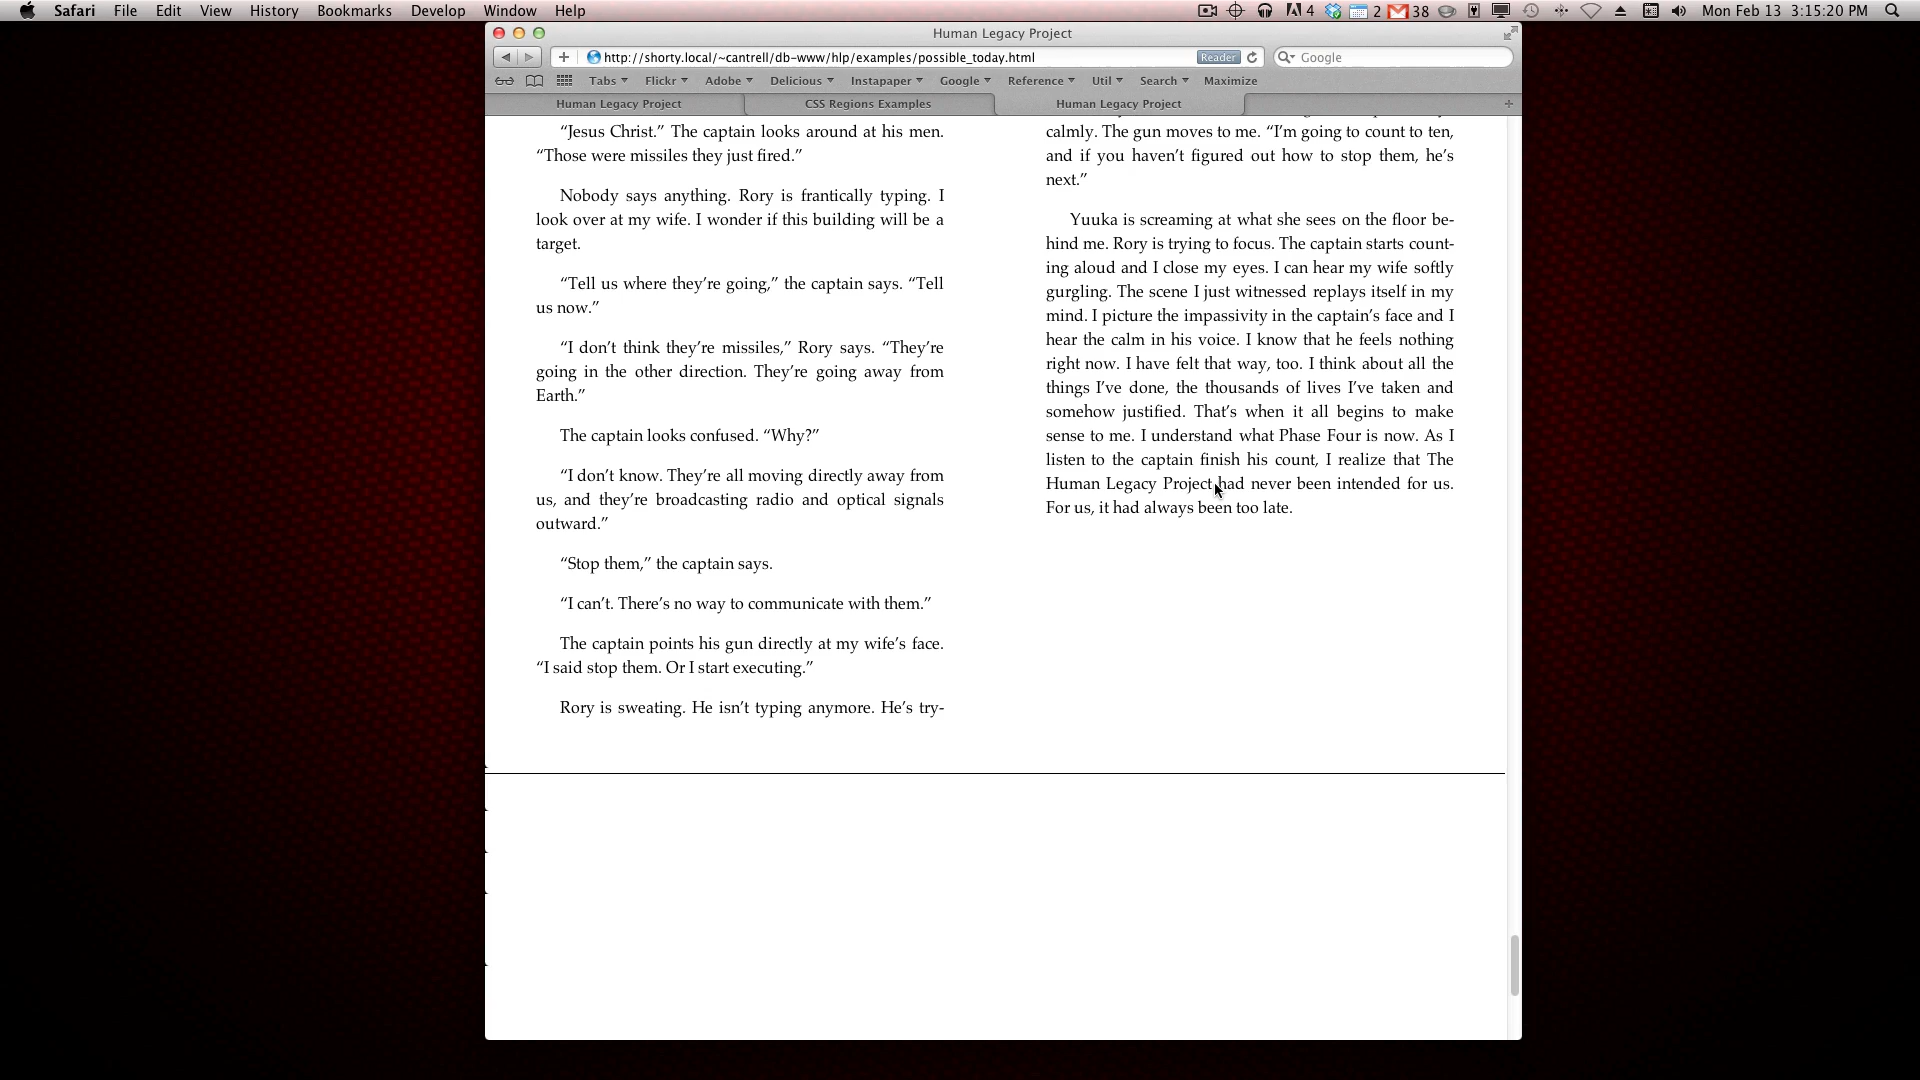 Safari File Edit View History Bookmarks Develop Window Help
4 2 38 Mon Feb 13 3:15:20 PM
Human Legacy Project
http://shorty.local/~cantrell/db-www/hlp/examples/possible_today.html Reader Google
Tabs Flickr Adobe Delicious Instapaper Google Reference Util Search Maximize
Human Legacy Project CSS Regions Examples Human Legacy Project
“Jesus Christ.” The captain looks around at his men.
“Those were missiles they just fired.”
Nobody says anything. Rory is frantically typing. I
look over at my wife. I wonder if this building will be a
target.
“Tell us where they’re going,” the captain says. “Tell
us now.”
“I don’t think they’re missiles,” Rory says. “They’re
going in the other direction. They’re going away from
Earth.”
The captain looks confused. “Why?”
“I don’t know. They’re all moving directly away from
us, and they’re broadcasting radio and optical signals
outward.”
“Stop them,” the captain says.
“I can’t. There’s no way to communicate with them.”
The captain points his gun directly at my wife’s face.
“I said stop them. Or I start executing.”
Rory is sweating. He isn’t typing anymore. He’s try-
calmly. The gun moves to me. “I’m going to count to ten,
and if you haven’t figured out how to stop them, he’s
next.”
Yuuka is screaming at what she sees on the floor be-
hind me. Rory is trying to focus. The captain starts count-
ing aloud and I close my eyes. I can hear my wife softly
gurgling. The scene I just witnessed replays itself in my
mind. I picture the impassivity in the captain’s face and I
hear the calm in his voice. I know that he feels nothing
right now. I have felt that way, too. I think about all the
things I’ve done, the thousands of lives I’ve taken and
somehow justified. That’s when it all begins to make
sense to me. I understand what Phase Four is now. As I
listen to the captain finish his count, I realize that The
Human Legacy Project had never been intended for us.
For us, it had always been too late.